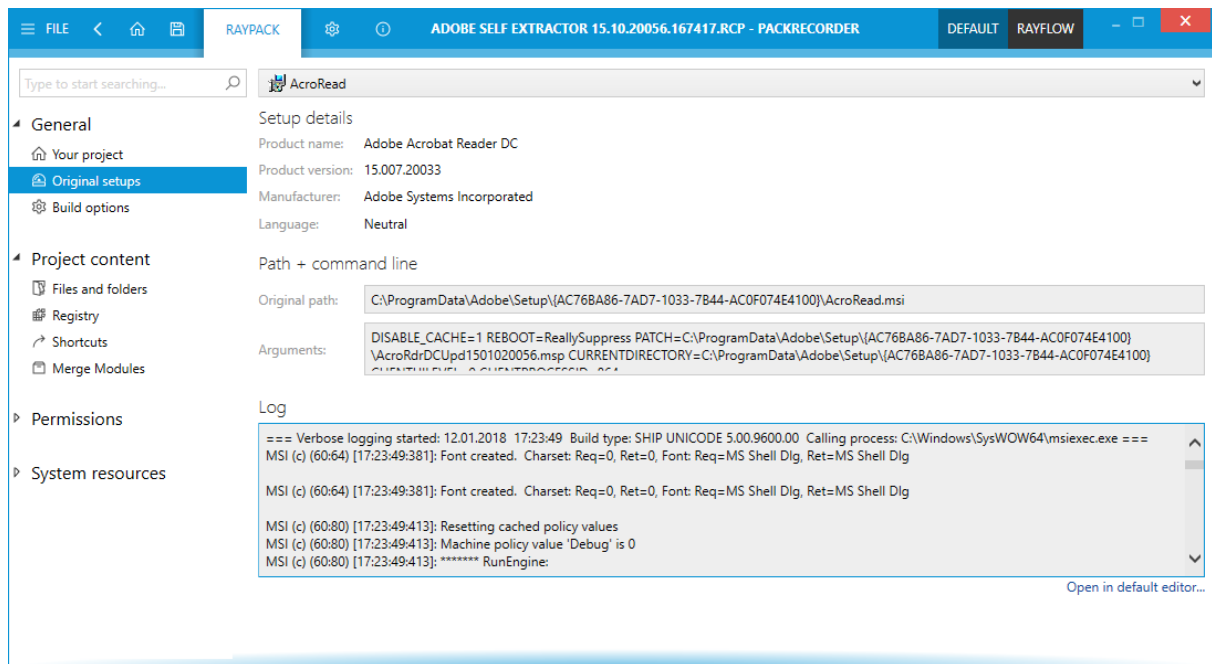 FILE
RAYPACK
ADOBE SELF EXTRACTOR 15.10.20056.167417.RCP - PACKRECORDER
DEFAULT
RAYFLOW
Type to start searching...
General
Your project
Original setups
Build options
Project content
Files and folders
Registry
Shortcuts
Merge Modules
Permissions
System resources
AcroRead
Setup details
Product name: Adobe Acrobat Reader DC
Product version: 15.007.20033
Manufacturer: Adobe Systems Incorporated
Language: Neutral
Path + command line
Original path: C:\ProgramData\Adobe\Setup\{AC76BA86-7AD7-1033-7B44-AC0F074E4100}\AcroRead.msi
Arguments: DISABLE_CACHE=1 REBOOT=ReallySuppress PATCH=C:\ProgramData\Adobe\Setup\{AC76BA86-7AD7-1033-7B44-AC0F074E4100}
\AcroRdrDCUpd1501020056.msp CURRENTDIRECTORY=C:\ProgramData\Adobe\Setup\{AC76BA86-7AD7-1033-7B44-AC0F074E4100}
Log
=== Verbose logging started: 12.01.2018 17:23:49 Build type: SHIP UNICODE 5.00.9600.00 Calling process: C:\Windows\SysWOW64\msiexec.exe ===
MSI (c) (60:64) [17:23:49:381]: Font created. Charset: Req=0, Ret=0, Font: Req=MS Shell Dlg, Ret=MS Shell Dlg
MSI (c) (60:64) [17:23:49:381]: Font created. Charset: Req=0, Ret=0, Font: Req=MS Shell Dlg, Ret=MS Shell Dlg
MSI (c) (60:80) [17:23:49:413]: Resetting cached policy values
MSI (c) (60:80) [17:23:49:413]: Machine policy value 'Debug' is 0
MSI (c) (60:80) [17:23:49:413]: ******* RunEngine:
Open in default editor...